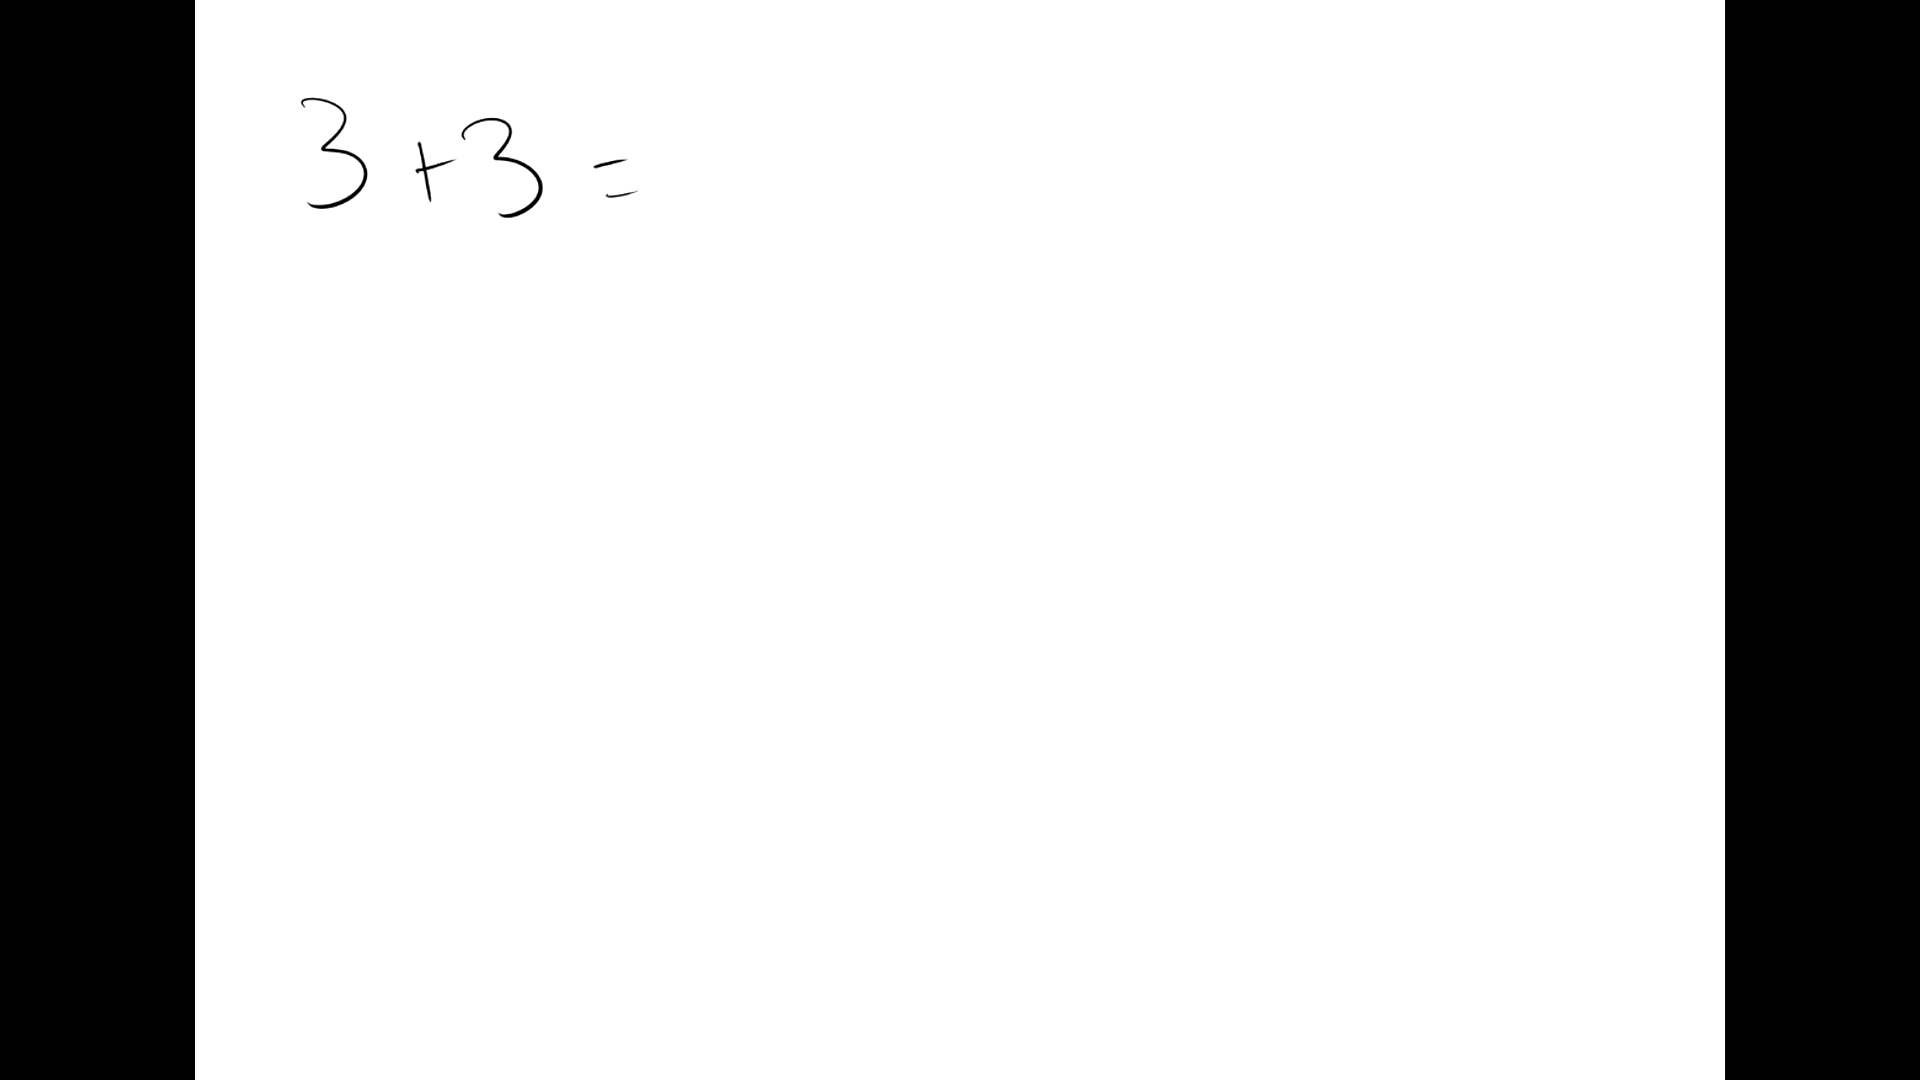 3 + 3 =